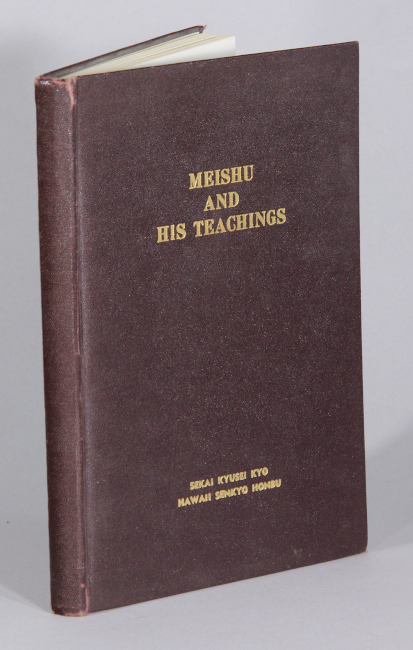 MEISHU
AND
HIS TEACHINGS
SEKAI KYUSEI KYO
HAWAII SENKYO HONBU